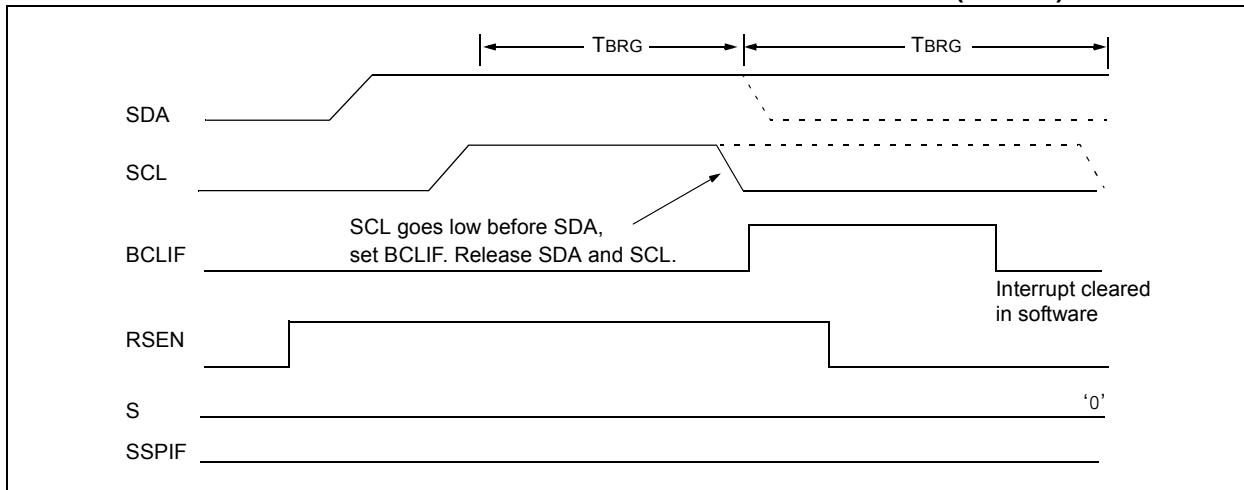 TBRG TBRG
SDA
SCL
SCL goes low before SDA,
set BCLIF. Release SDA and SCL.
BCLIF
Interrupt cleared
in software
RSEN
S
‘0’
SSPIF